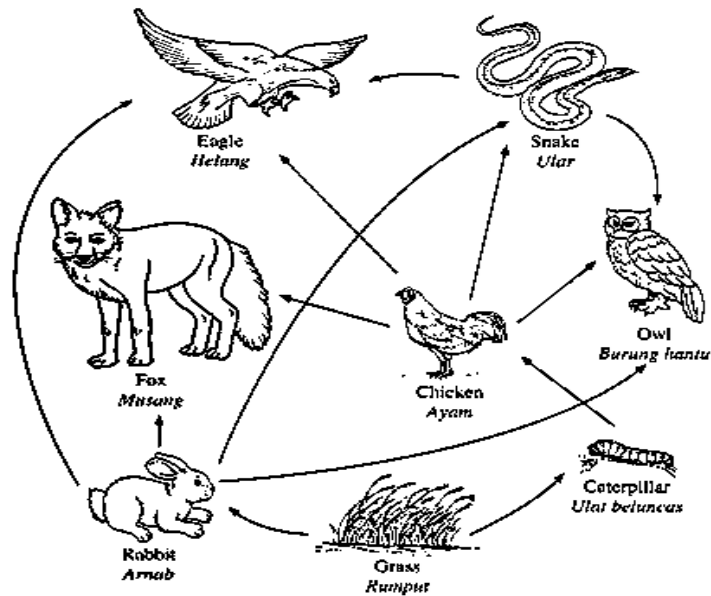 Eagle
Helang
Snake
Ular
Owl
Burung hantu
Fox
Musang
Chicken
Ayam
Caterpillar
Ulat beluncas
Rabbit
Arnab
Grass
Rumput